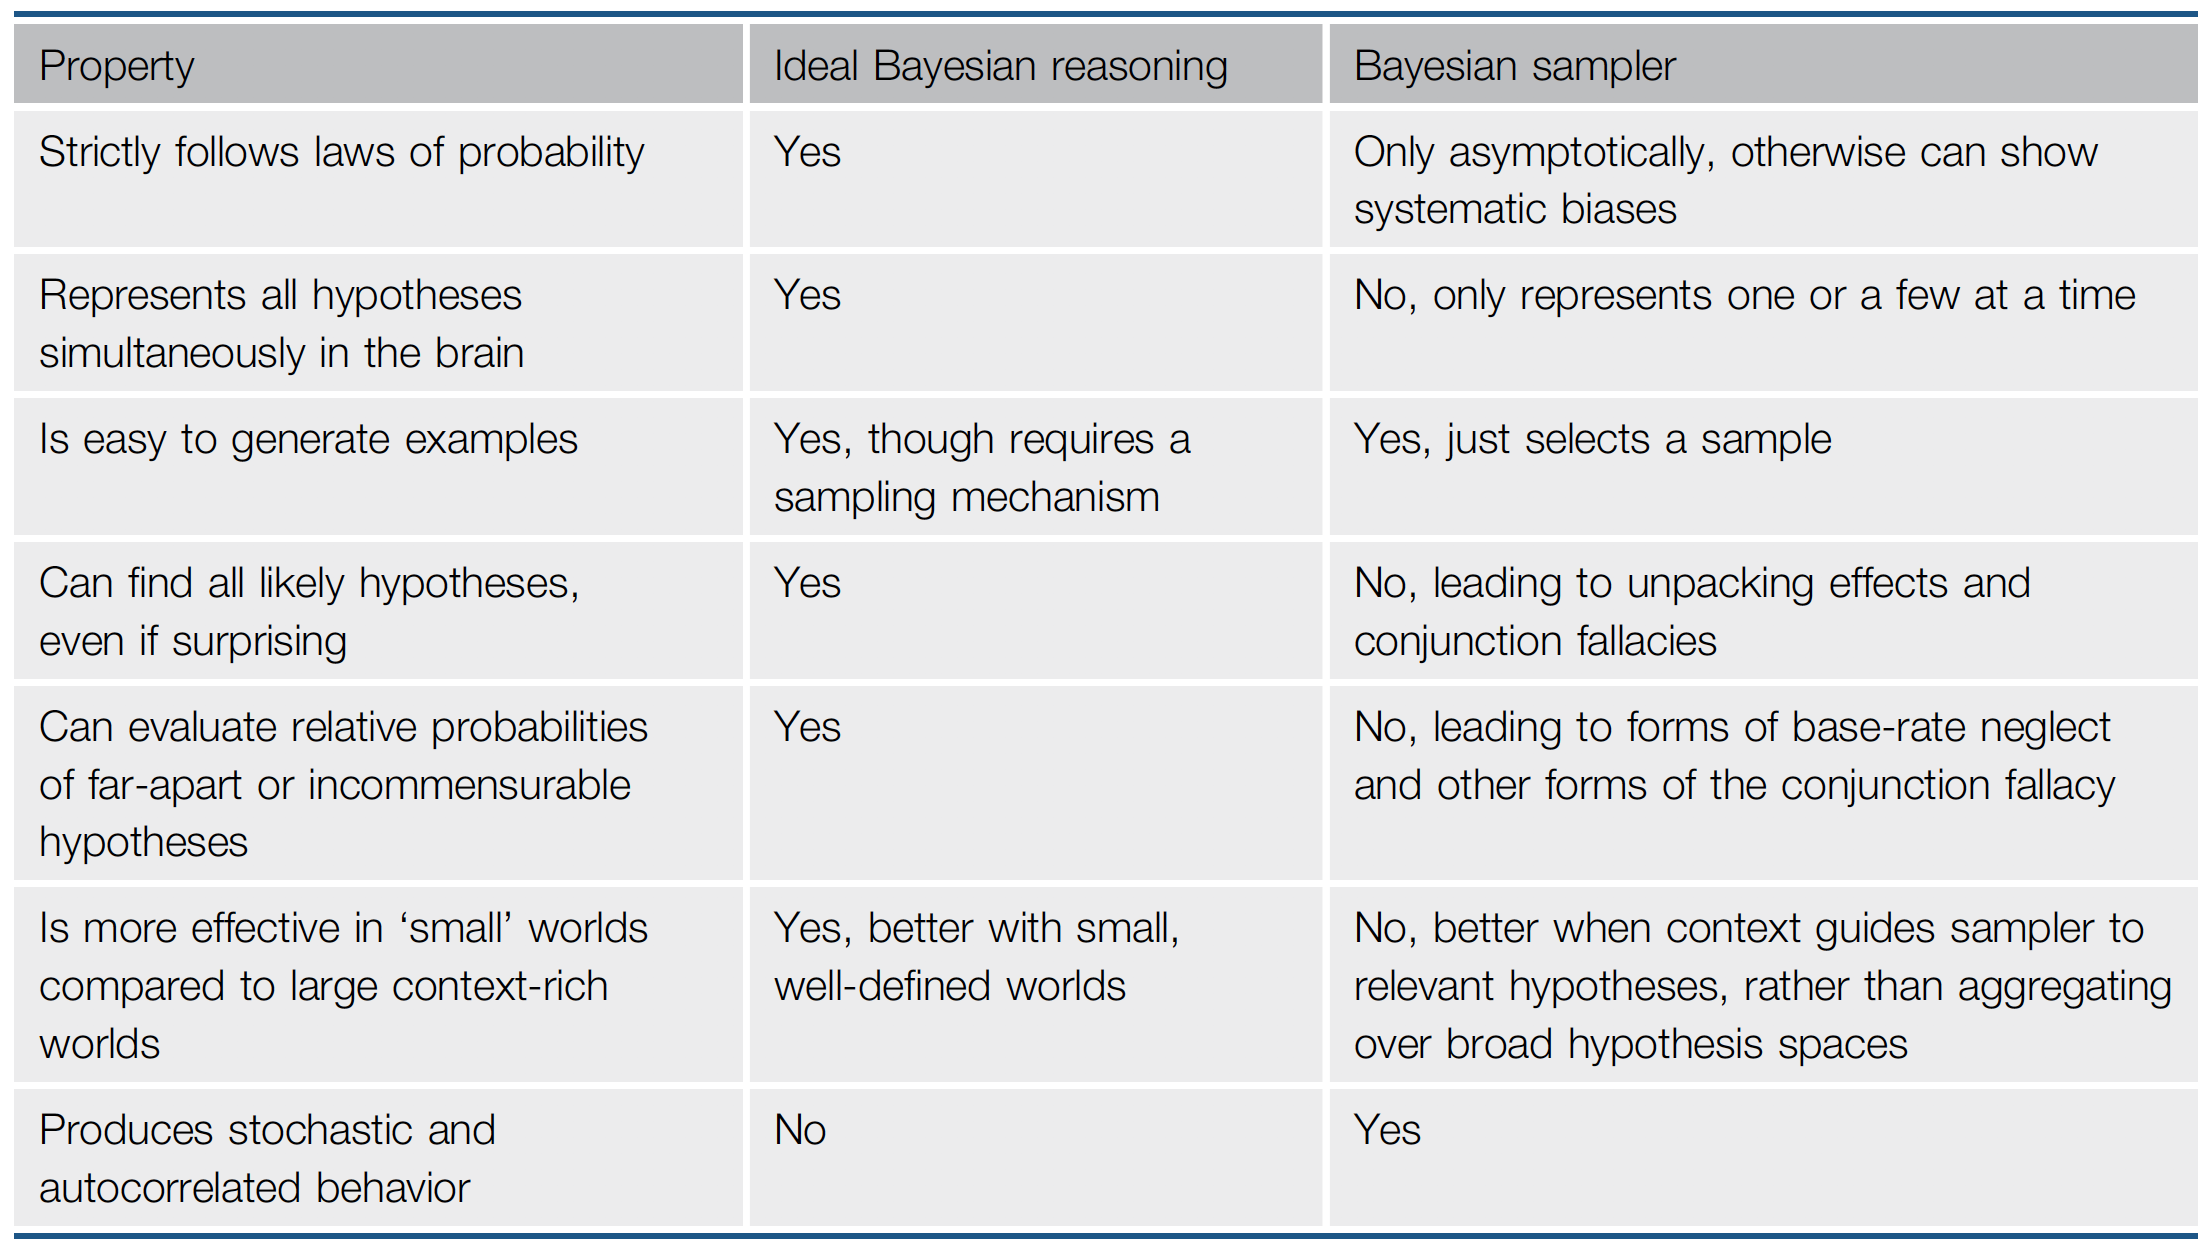 Property
Ideal Bayesian reasoning
Bayesian sampler
Strictly follows laws of probability
Yes
Only asymptotically, otherwise can show
systematic biases
Represents all hypotheses
simultaneously in the brain
Yes
No, only represents one or a few at a time
Is easy to generate examples
Yes, though requires a
sampling mechanism
Yes, just selects a sample
Can find all likely hypotheses,
even if surprising
Yes
No, leading to unpacking effects and
conjunction fallacies
Can evaluate relative probabilities
of far-apart or incommensurable
hypotheses
Yes
No, leading to forms of base-rate neglect
and other forms of the conjunction fallacy
Is more effective in ‘small’ worlds
compared to large context-rich
worlds
Yes, better with small,
well-defined worlds
No, better when context guides sampler to
relevant hypotheses, rather than aggregating
over broad hypothesis spaces
Produces stochastic and
autocorrelated behavior
No
Yes